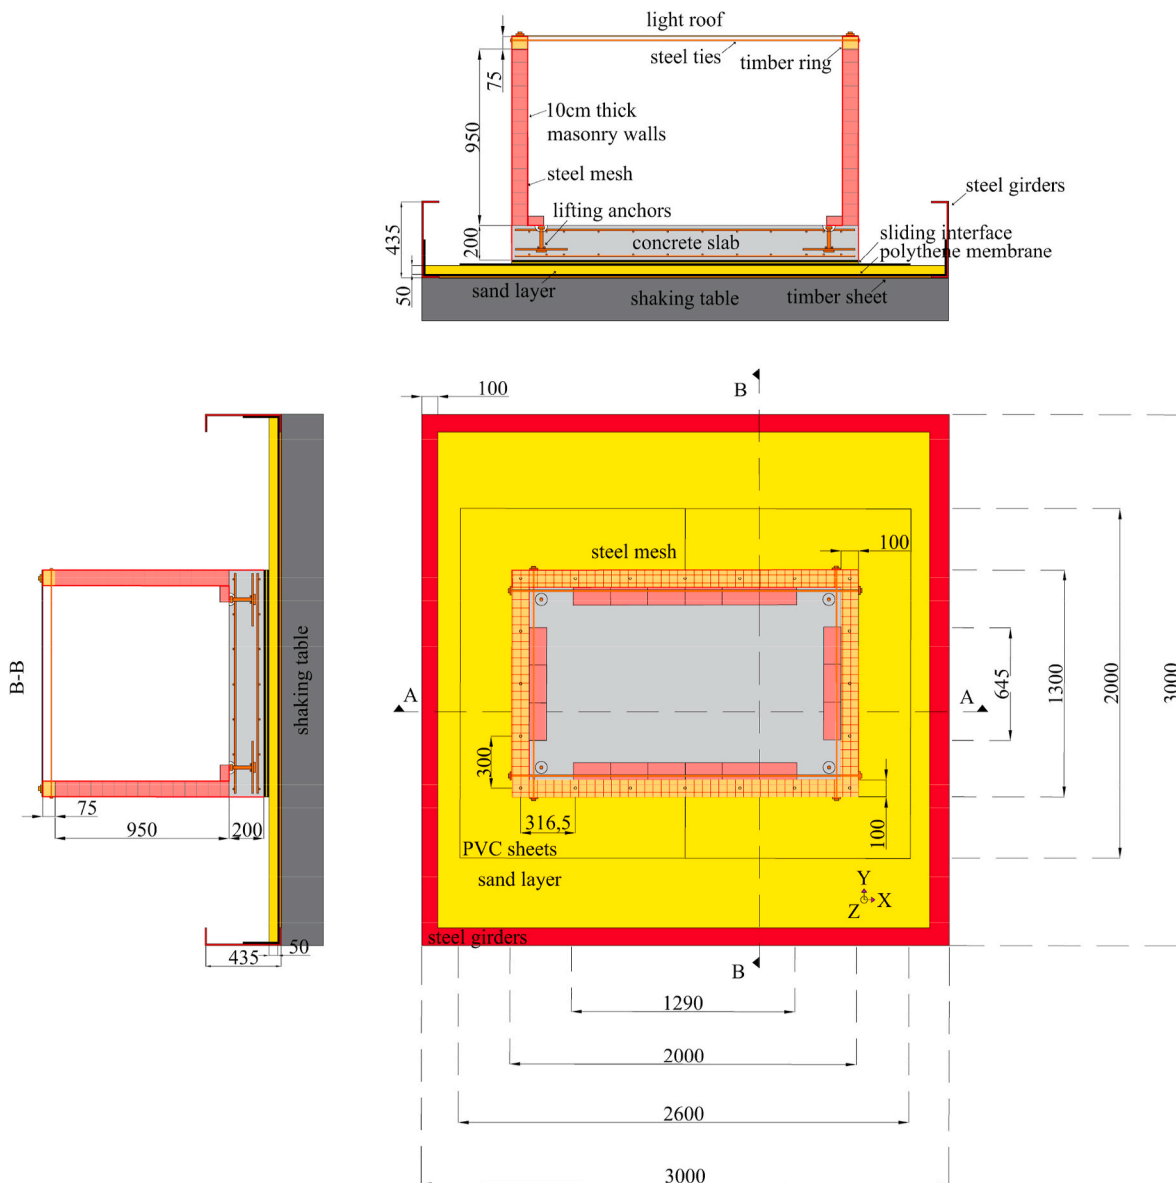 light roof
steel ties
timber ring
75
10cm thick
masonry walls
950
steel mesh
steel girders
lifting anchors
435
200
concrete slab
sliding interface
polythene membrane
50
sand layer
shaking table
timber sheet
100
B
steel mesh
100
shaking table
B-B
A
A
645
1300
2000
3000
300
75
950
200
316,5
100
PVC sheets
sand layer
Y
Z
X
steel girders
50
435
B
1290
2000
2600
3000